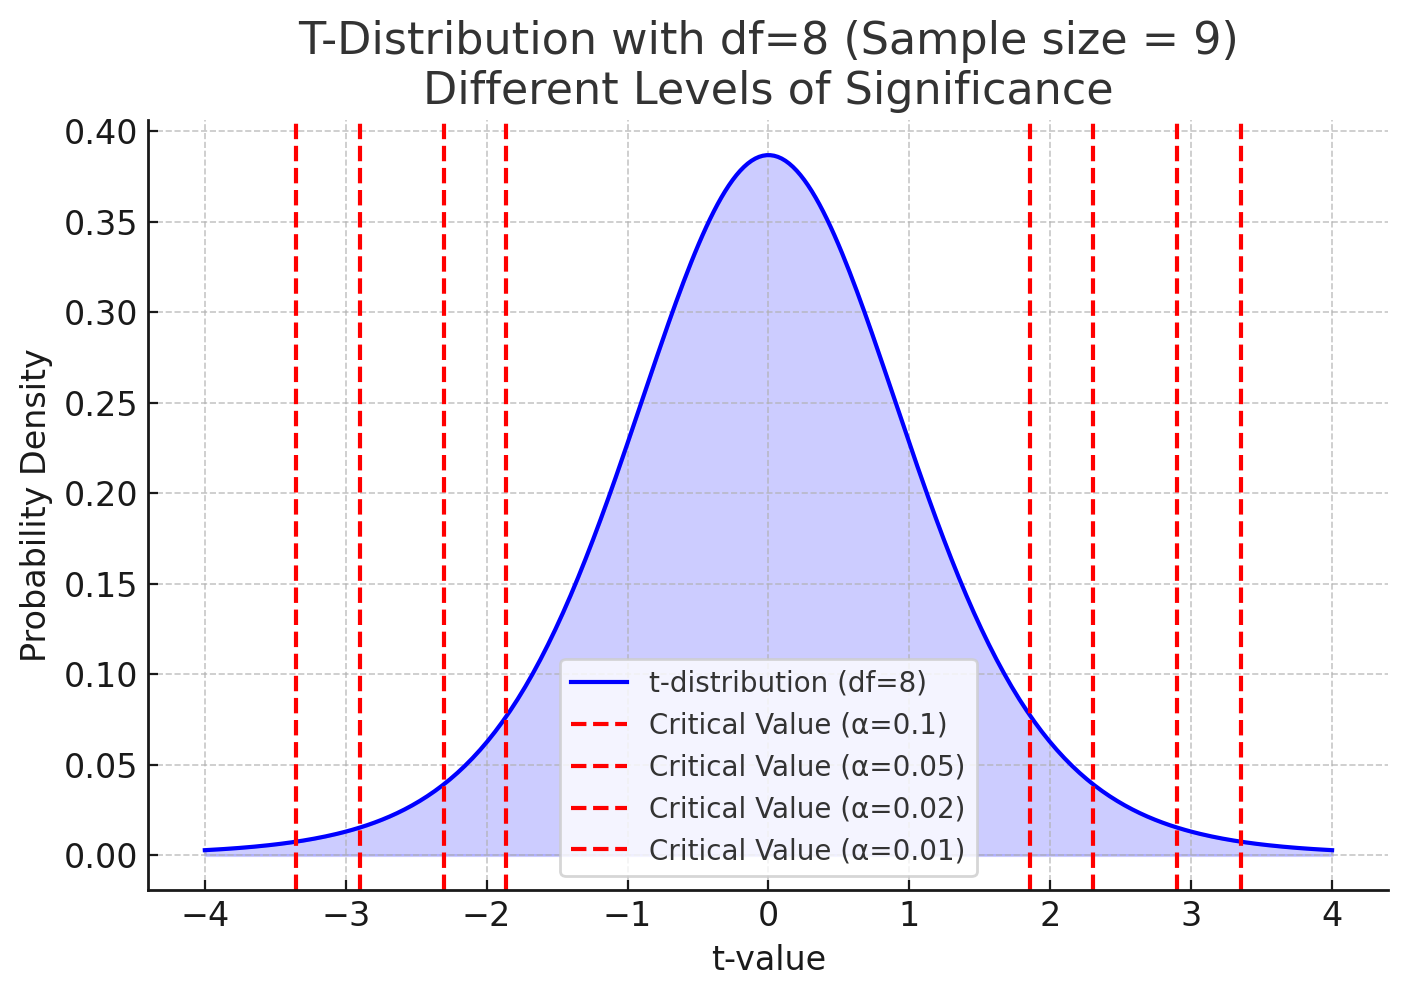 T-Distribution with df=8 (Sample size = 9)
Different Levels of Significance
Probability Density
0.40
0.35
0.30
0.25
0.20
0.15
0.10
0.05
0.00
t-distribution (df=8)
Critical Value (α=0.1)
Critical Value (α=0.05)
Critical Value (α=0.02)
Critical Value (α=0.01)
−4 −3 −2 −1 0 1 2 3 4
t-value